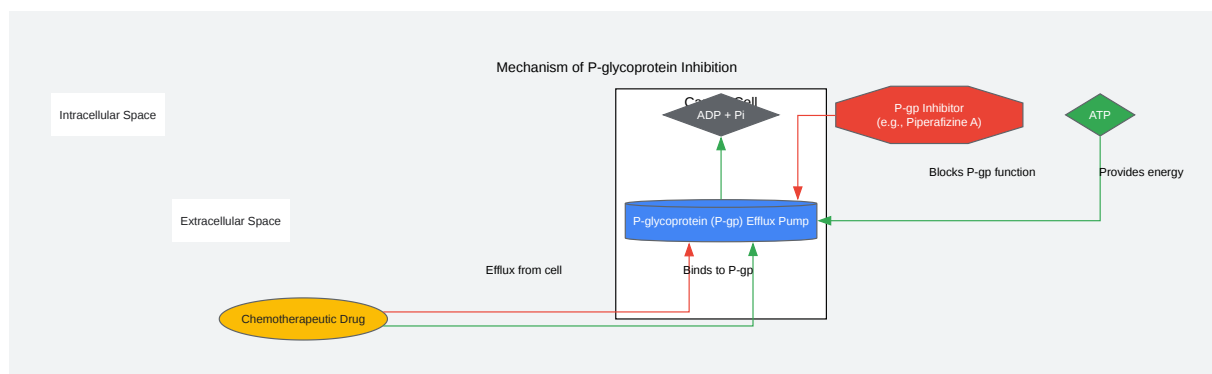 Mechanism of P-glycoprotein Inhibition
Intracellular Space
ADP + Pi
P-gp Inhibitor
(e.g., Piperafizine A)
ATP
Blocks P-gp function
Provides energy
Extracellular Space
P-glycoprotein (P-gp) Efflux Pump
Efflux from cell
Binds to P-gp
Chemotherapeutic Drug